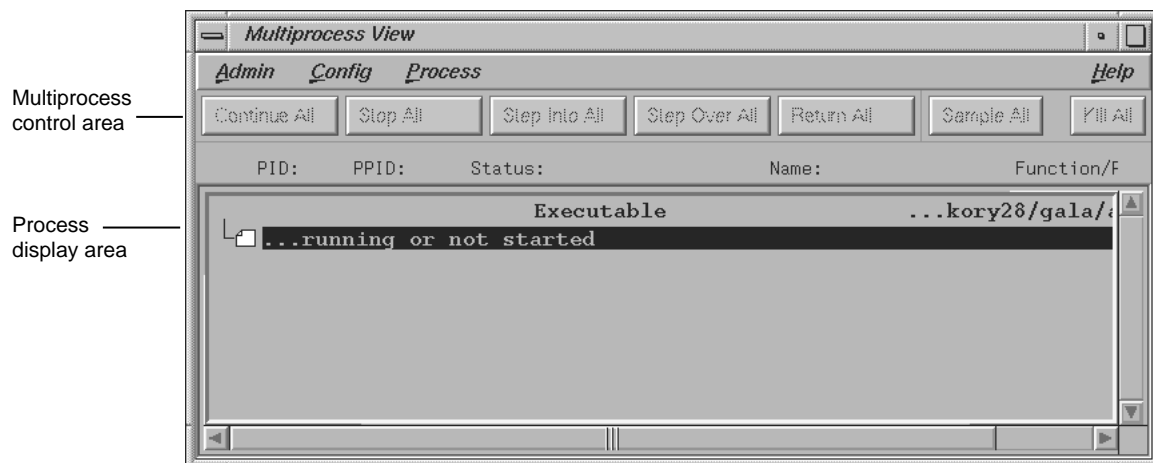 Multiprocess View
Admin Config Process Help
Multiprocess
control area
Continue All Stop All Step Into All Step Over All Return All Sample All Kill All
PID: PPID: Status: Name: Function/F
Process
display area
Executable ...kory28/gala/a
...running or not started